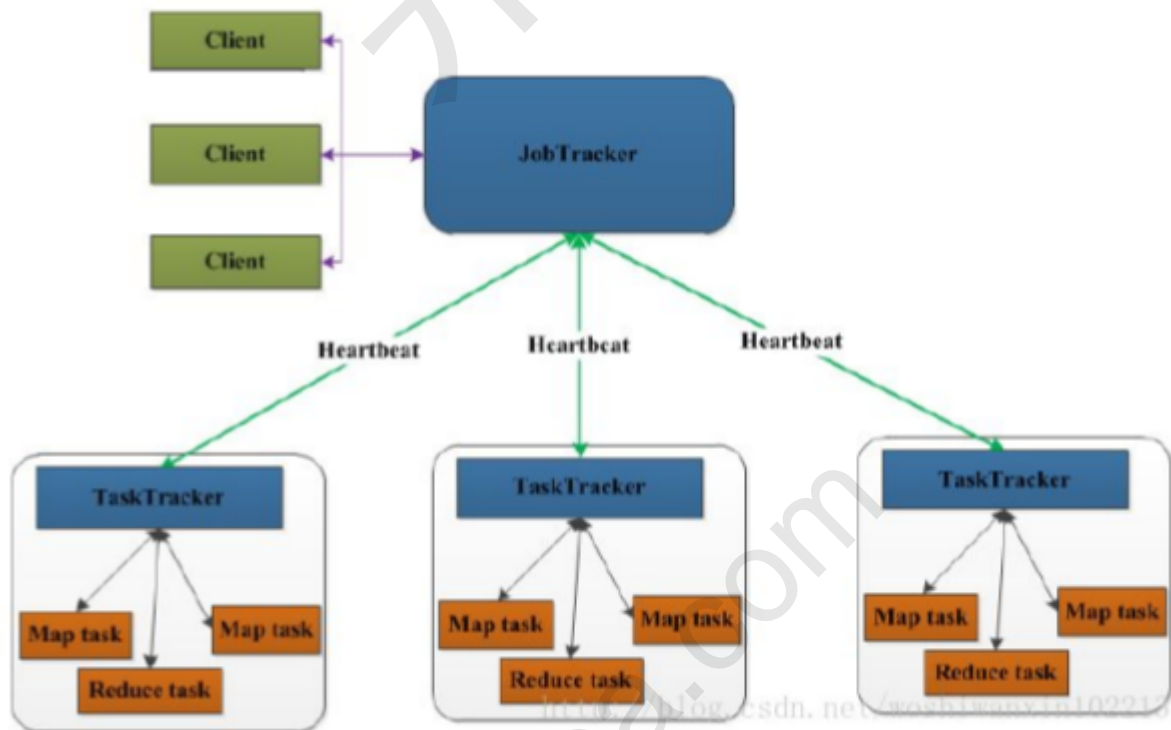 Client
Client
JobTracker
Client
Heartbeat
Heartbeat
Heartbeat
TaskTracker
TaskTracker
TaskTracker
Map task
Map task
Reduce task
Map task
Map task
Reduce task
Map task
Map task
Reduce task